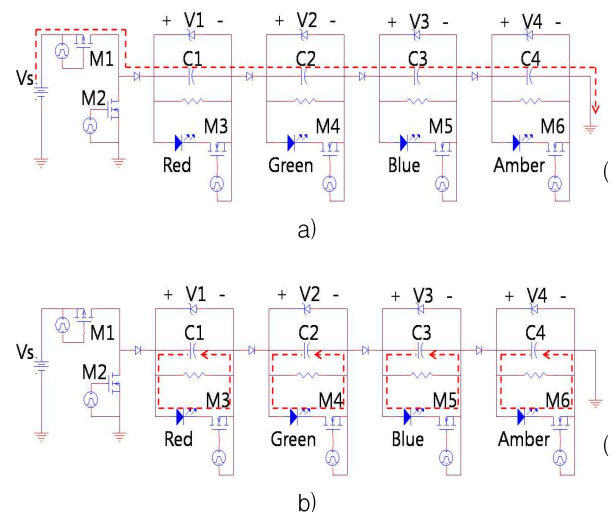 + V1 - + V2 - + V3 - + V4 -
M1 C1 C2 C3 C4
Vs
M2 M3 M4 M5 M6
Red Green Blue Amber
(
a)
+ V1 - + V2 - + V3 - + V4 -
M1 C1 C2 C3 C4
Vs
M2 M3 M4 M5 M6
Red Green Blue Amber
(
b)